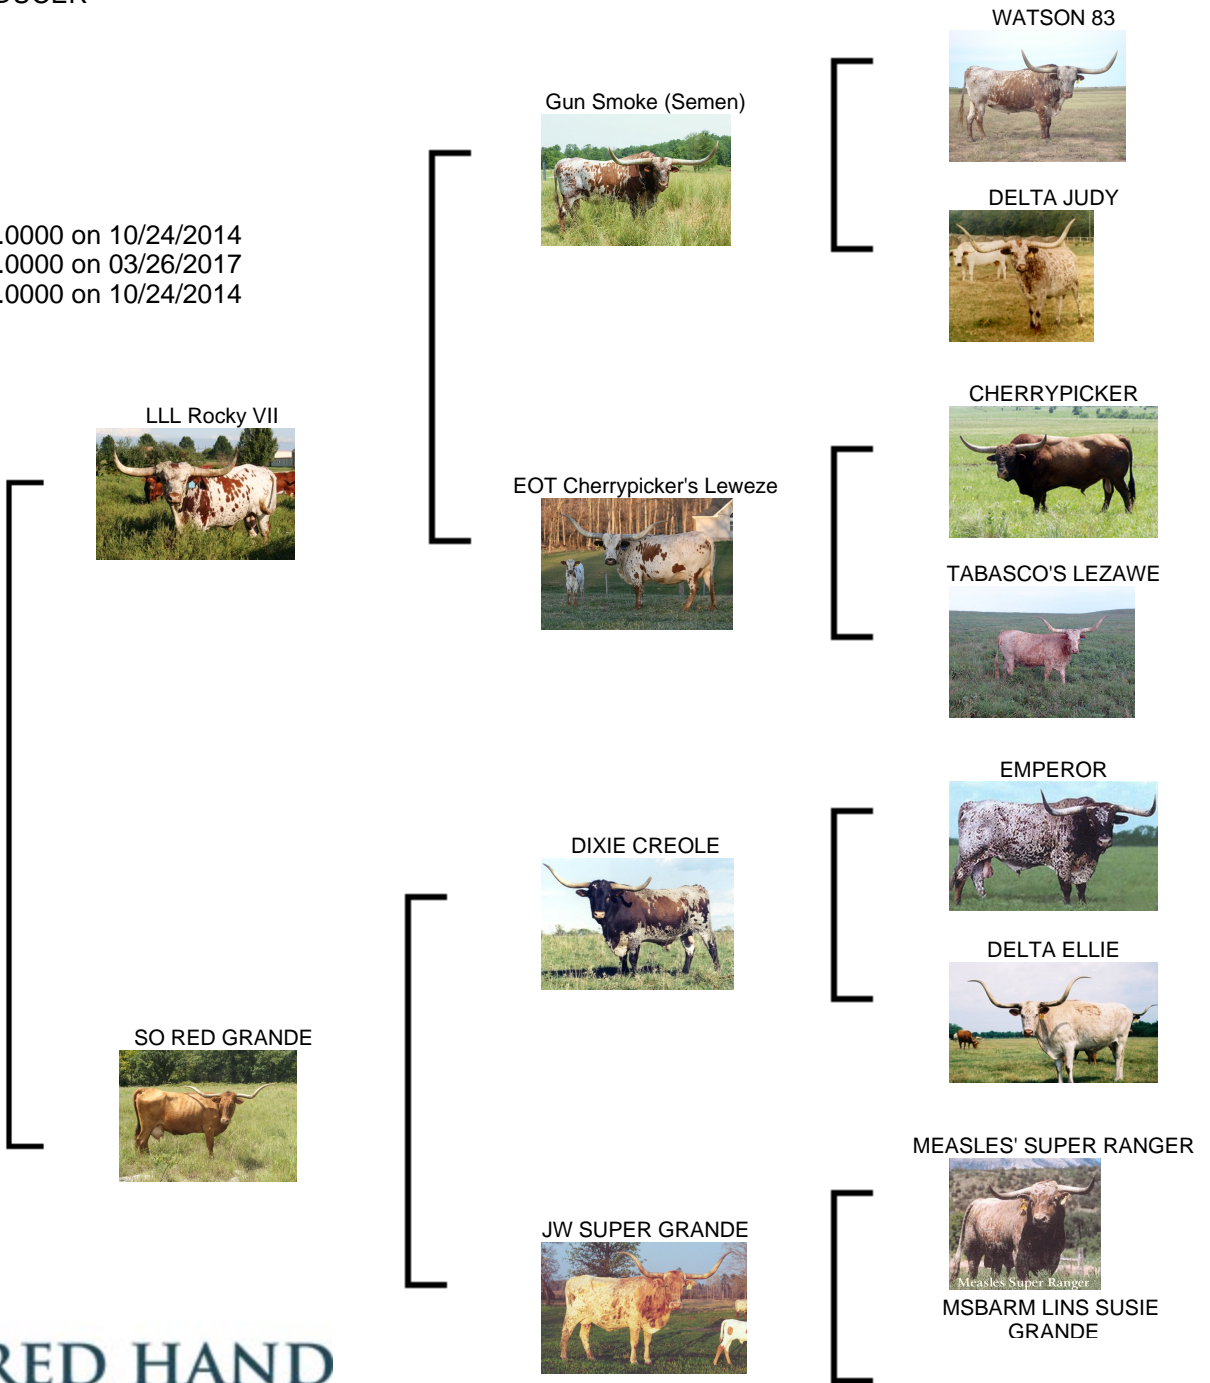 WATSON 83
Gun Smoke (Semen)
DELTA JUDY
.0000 on 10/24/2014
.0000 on 03/26/2017
.0000 on 10/24/2014
CHERRYPICKER
LLL Rocky VII
EOT Cherrypicker's Leweze
TABASCO'S LEZAWE
EMPEROR
DIXIE CREOLE
DELTA ELLIE
SO RED GRANDE
MEASLES' SUPER RANGER
JW SUPER GRANDE
Measles Super Ranger
MSBARM LINS SUSIE
GRANDE
RED HAND